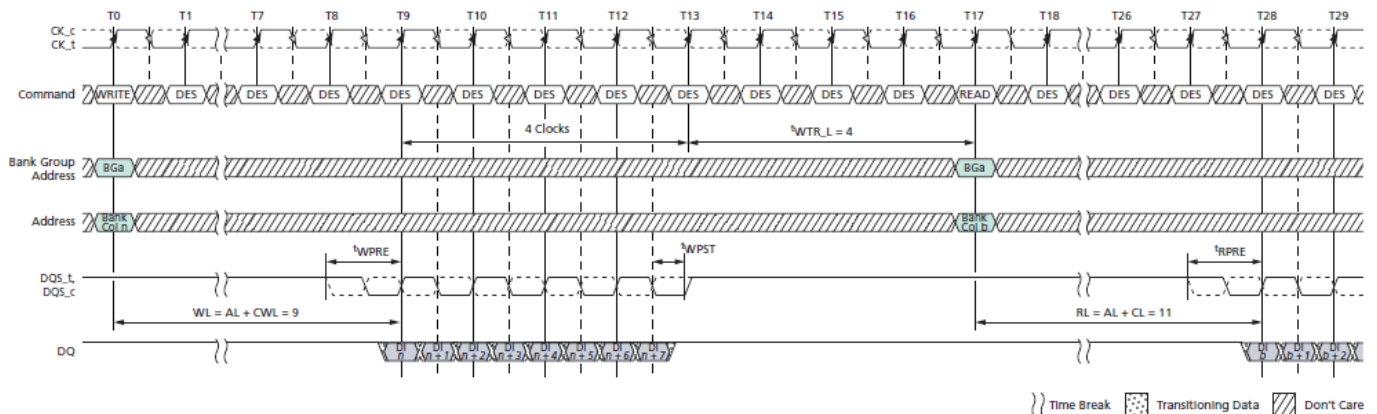 T0 T1 T7 T8 T9 T10 T11 T12 T13 T14 T15 T16 T17 T18 T26 T27 T28 T29
CK_c
CK_t
Command WRITE DES DES DES DES DES DES DES DES DES DES DES READ DES DES DES DES DES
4 Clocks tWTR_L = 4
Bank Group
Address
BGa BGa
Address
Bank
Col n
Bank
Col b
tWPRE tWPST tRPRE
DQS_t,
DQS_c
WL = AL + CWL = 9 RL = AL + CL = 11
DQ
DI
n
DI
n + 1
DI
n + 2
DI
n + 3
DI
n + 4
DI
n + 5
DI
n + 6
DI
n + 7
DI
b
DI
b + 1
DI
b + 2
Time Break Transitioning Data Don't Care